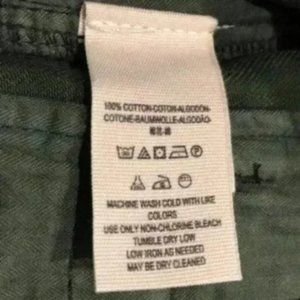 100% COTTON-COTON-ALGODON-
COTONE-BAUMWOLLE-ALGODÃO-
MACHINE WASH COLD WITH LIKE
COLORS
USE ONLY NON-CHLORINE BLEACH
TUMBLE DRY LOW
LOW IRON AS NEEDED
MAY BE DRY CLEANED